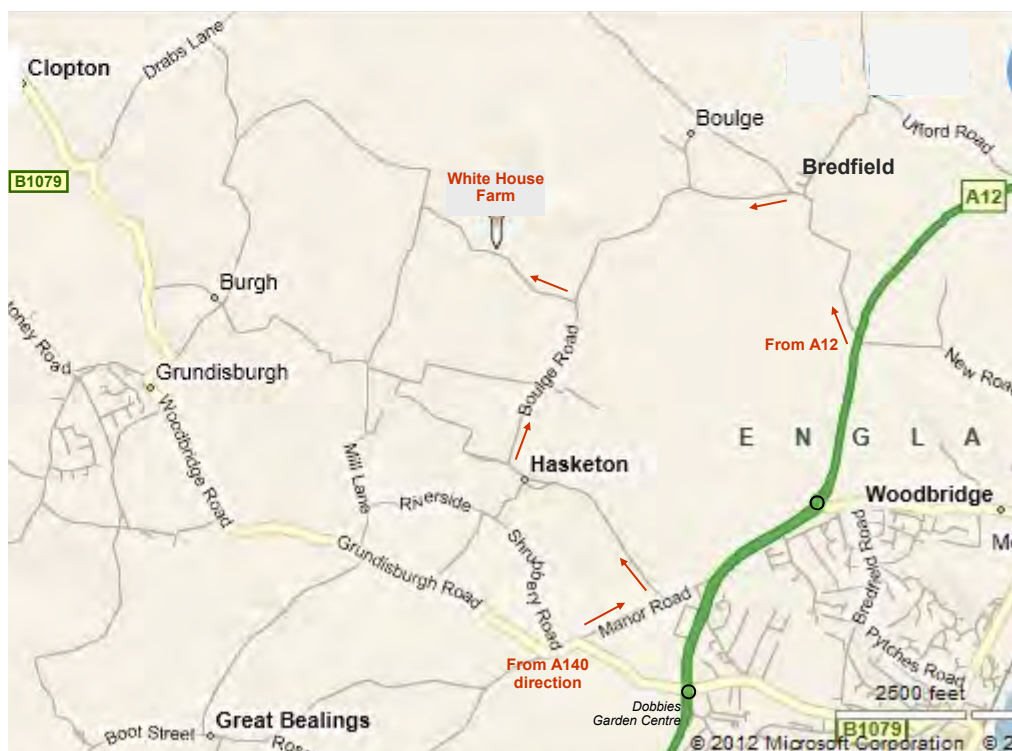 Clopton
Drabs Lane
Boulge
Ufford Road
Bredfield
B1079
White House
Farm
A12
Burgh
From A12
Boulge Road
New Road
Grundisburgh
Woodbridge Road
E N G L A
Mill Lane
Hasketon
Woodbridge
Riverside
Grundisburgh Road
Shrubbery Road
Bredfield Road
Manor Road
Pytches Road
From A140
direction
2500 feet
Dobbies
Garden Centre
Great Bealings
Boot Street
B1079
© 2012 Microsoft Corporation © 2